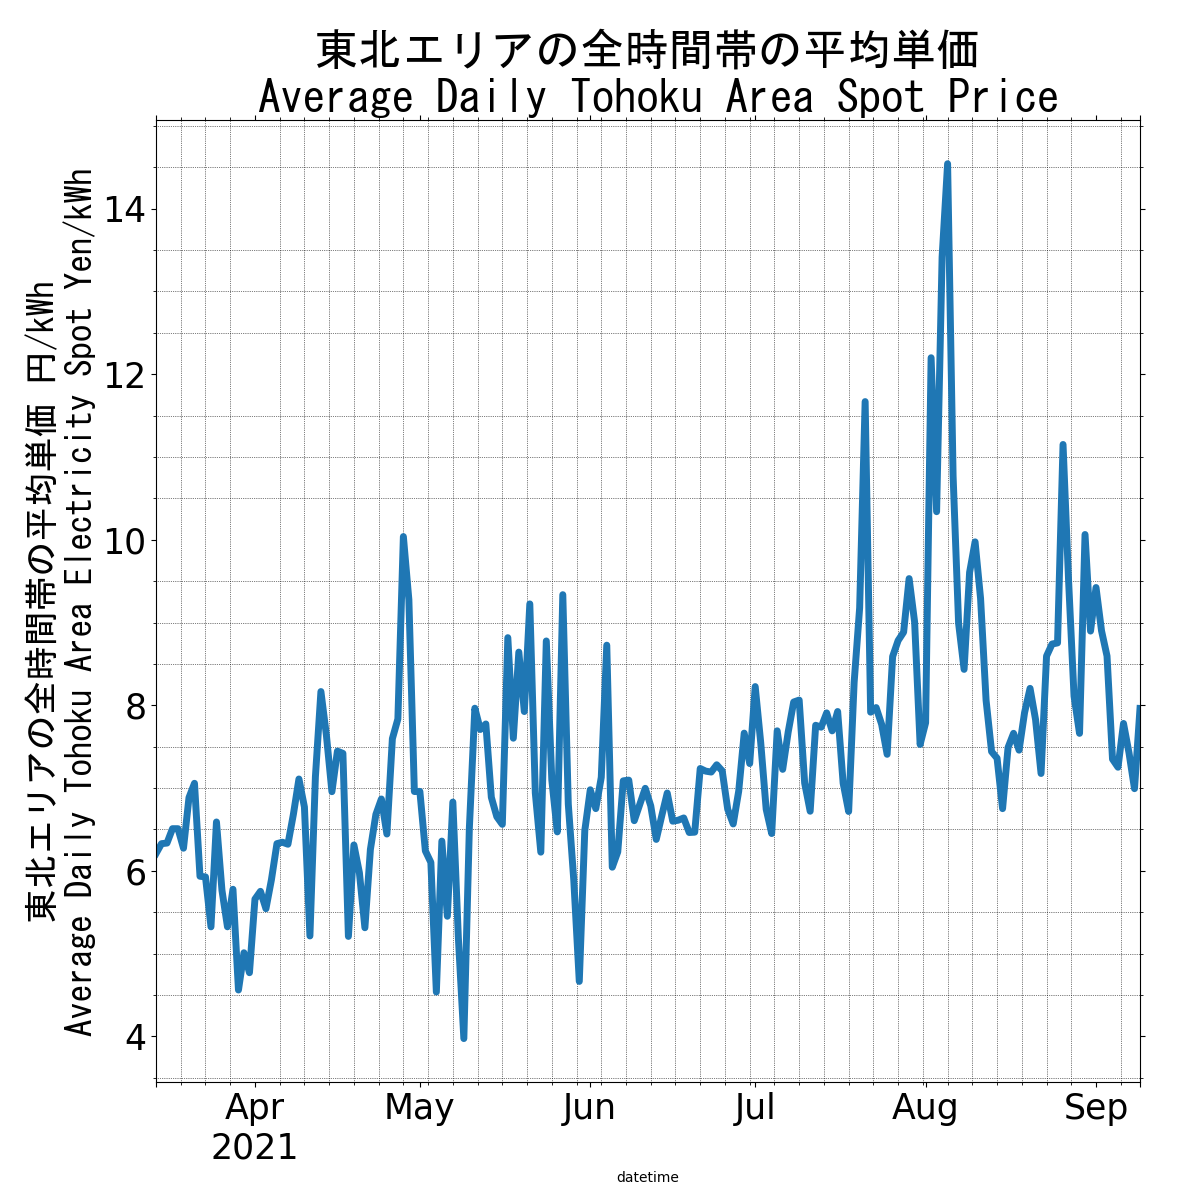 東北エリアの全時間帯の平均単価
Average Daily Tohoku Area Spot Price
東北エリアの全時間帯の平均単価 円/kWh
Average Daily Tohoku Area Electricity Spot Yen/kWh
14
12
10
8
6
4
Apr
2021
May
Jun
Jul
Aug
Sep
datetime